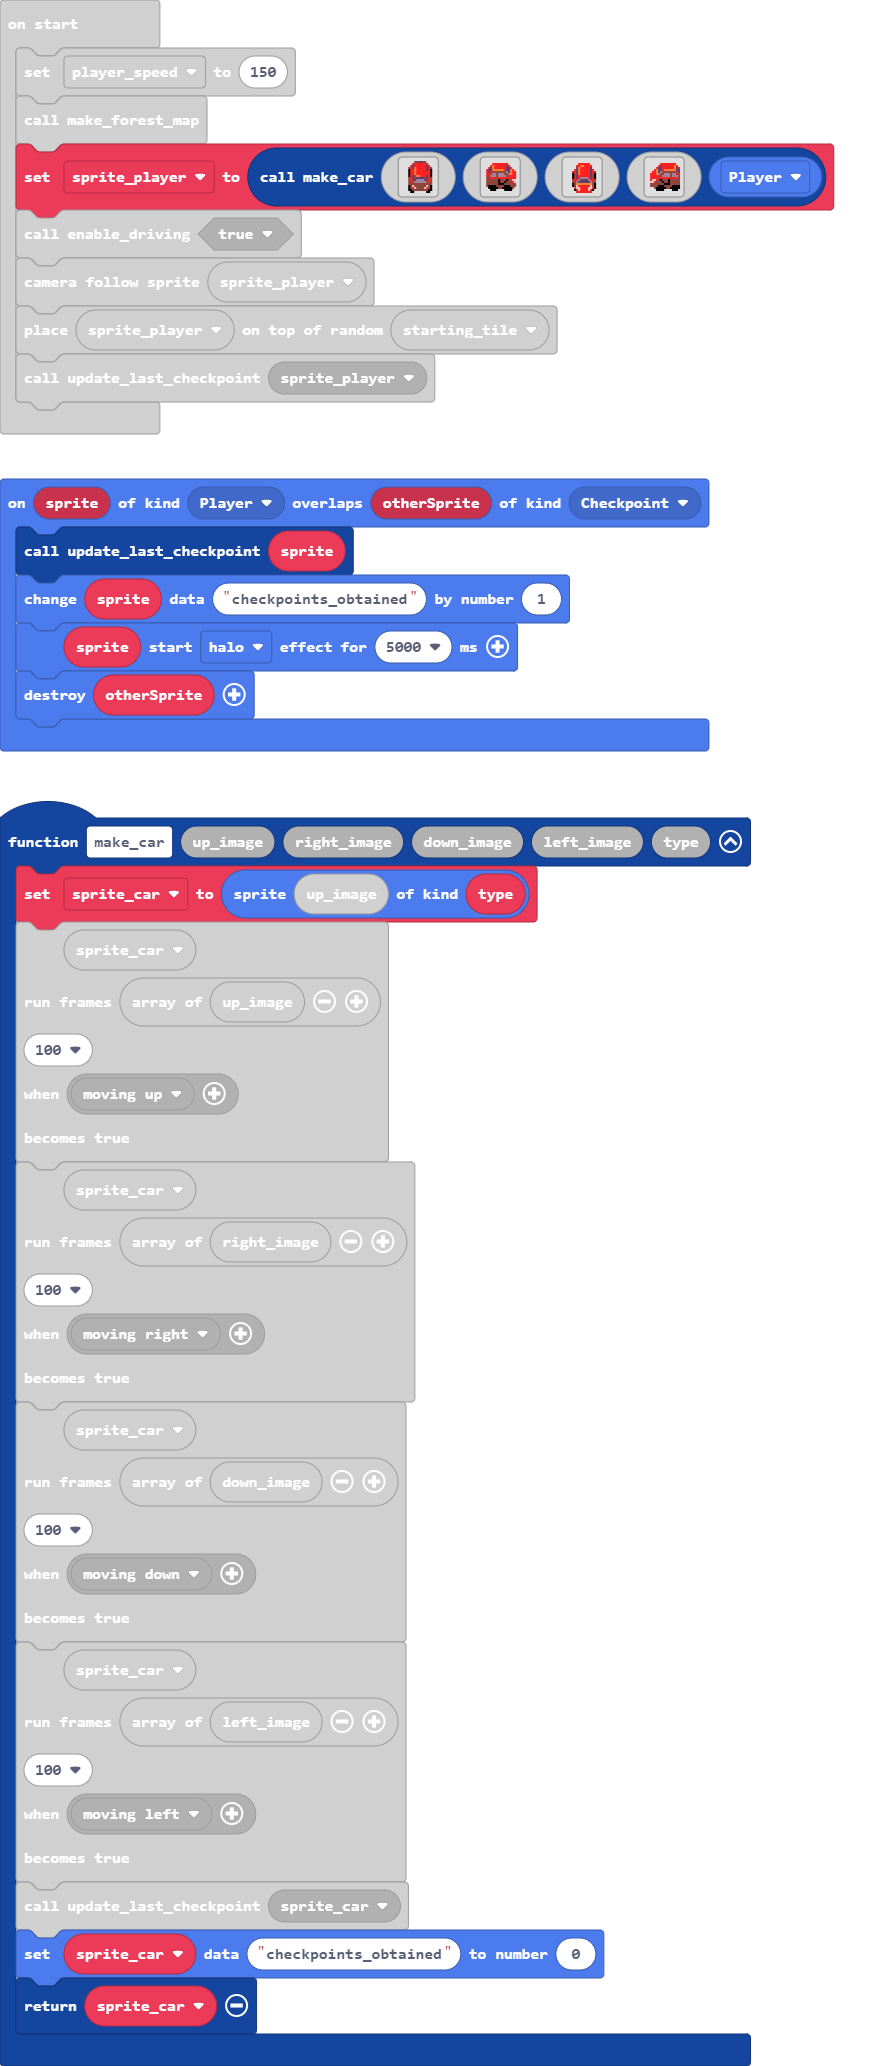 on start
set player_speed to 150
call make_forest_map
set sprite_player to call make_car Player
call enable_driving true
camera follow sprite sprite_player
place sprite_player on top of random starting_tile
call update_last_checkpoint sprite_player
on sprite of kind Player overlaps otherSprite of kind Checkpoint
call update_last_checkpoint sprite
change sprite data "checkpoints_obtained" by number 1
sprite start halo effect for 5000 ms
destroy otherSprite
function make_car up_image right_image down_image left_image type
set sprite_car to sprite up_image of kind type
sprite_car
run frames array of up_image
100
when moving up
becomes true
sprite_car
run frames array of right_image
100
when moving right
becomes true
sprite_car
run frames array of down_image
100
when moving down
becomes true
sprite_car
run frames array of left_image
100
when moving left
becomes true
call update_last_checkpoint sprite_car
set sprite_car data "checkpoints_obtained" to number 0
return sprite_car